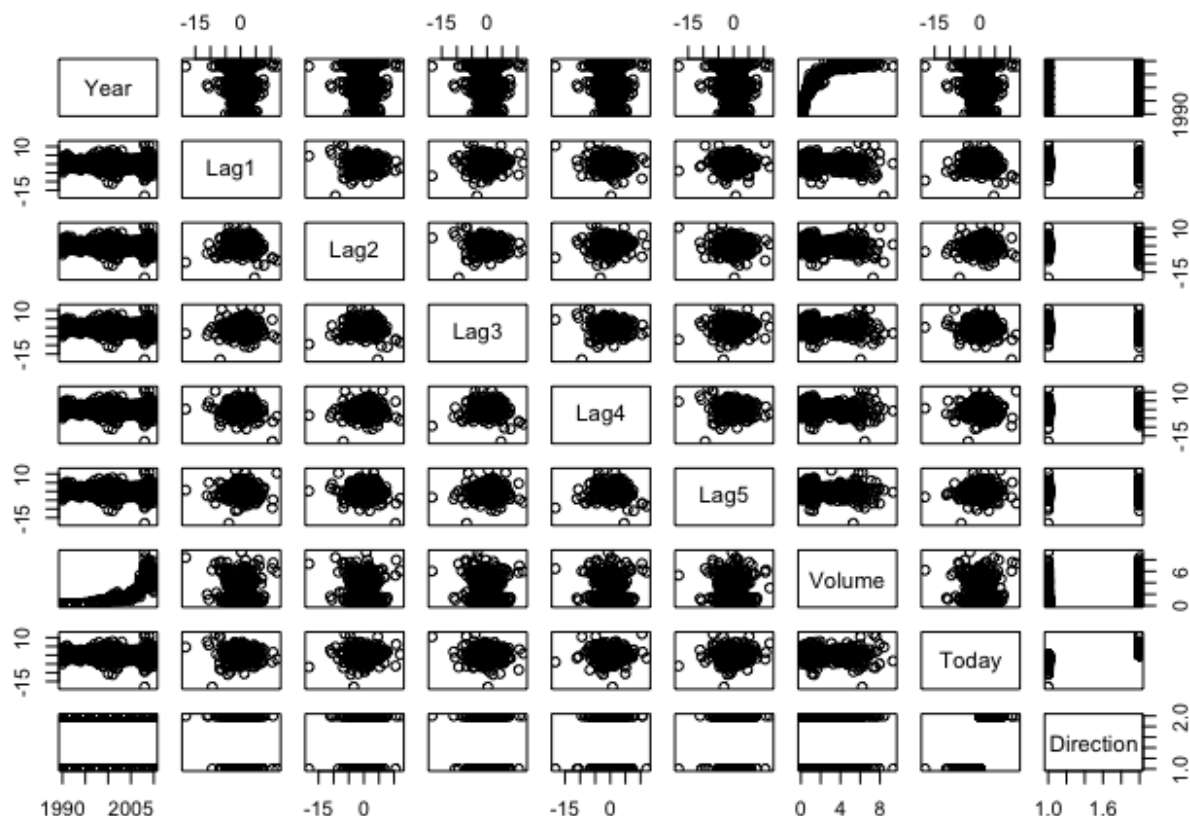 -15 0 -15 0 -15 0 -15 0
Year 1990
-15 10 Lag1
Lag2 -15 10
-15 10 Lag3
Lag4 -15 10
-15 10 Lag5
Volume 0 6
-15 10 Today
Direction 1.0 2.0
1990 2005 -15 0 -15 0 0 4 8 1.0 1.6